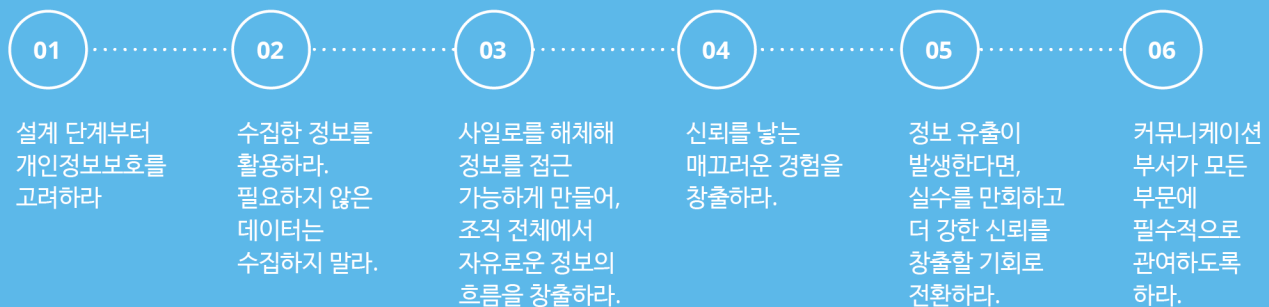 01
설계 단계부터
개인정보보호를
고려하라
02
수집한 정보를
활용하라.
필요하지 않은
데이터는
수집하지 말라.
03
사일로를 해체해
정보를 접근
가능하게 만들어,
조직 전체에서
자유로운 정보의
흐름을 창출하라.
04
신뢰를 낳는
매끄러운 경험을
창출하라.
05
정보 유출이
발생한다면,
실수를 만회하고
더 강한 신뢰를
창출할 기회로
전환하라.
06
커뮤니케이션
부서가 모든
부문에
필수적으로
관여하도록
하라.